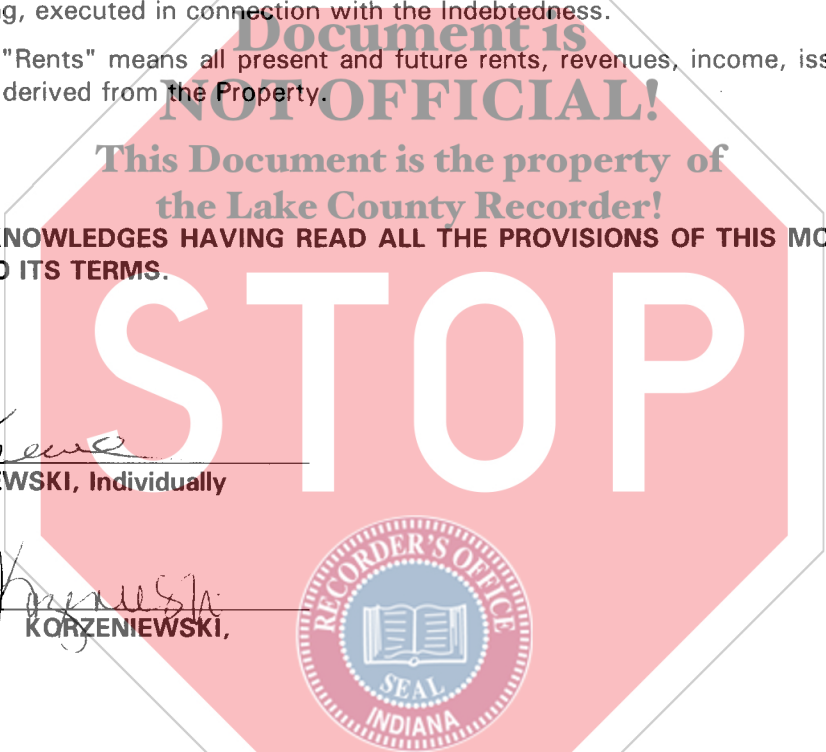 g, executed in connection with the Indebtedness.
Document is
"Rents" means all present and future rents, revenues, income, iss
derived from the Property.
NOT OFFICIAL!
This Document is the property of
the Lake County Recorder!
NOWLEDGES HAVING READ ALL THE PROVISIONS OF THIS MO
O ITS TERMS.
STOP
EWSKI, Individually
Korzeniewski
KORZENIEWSKI,
RECORDER'S OFFICE
SEAL
INDIANA